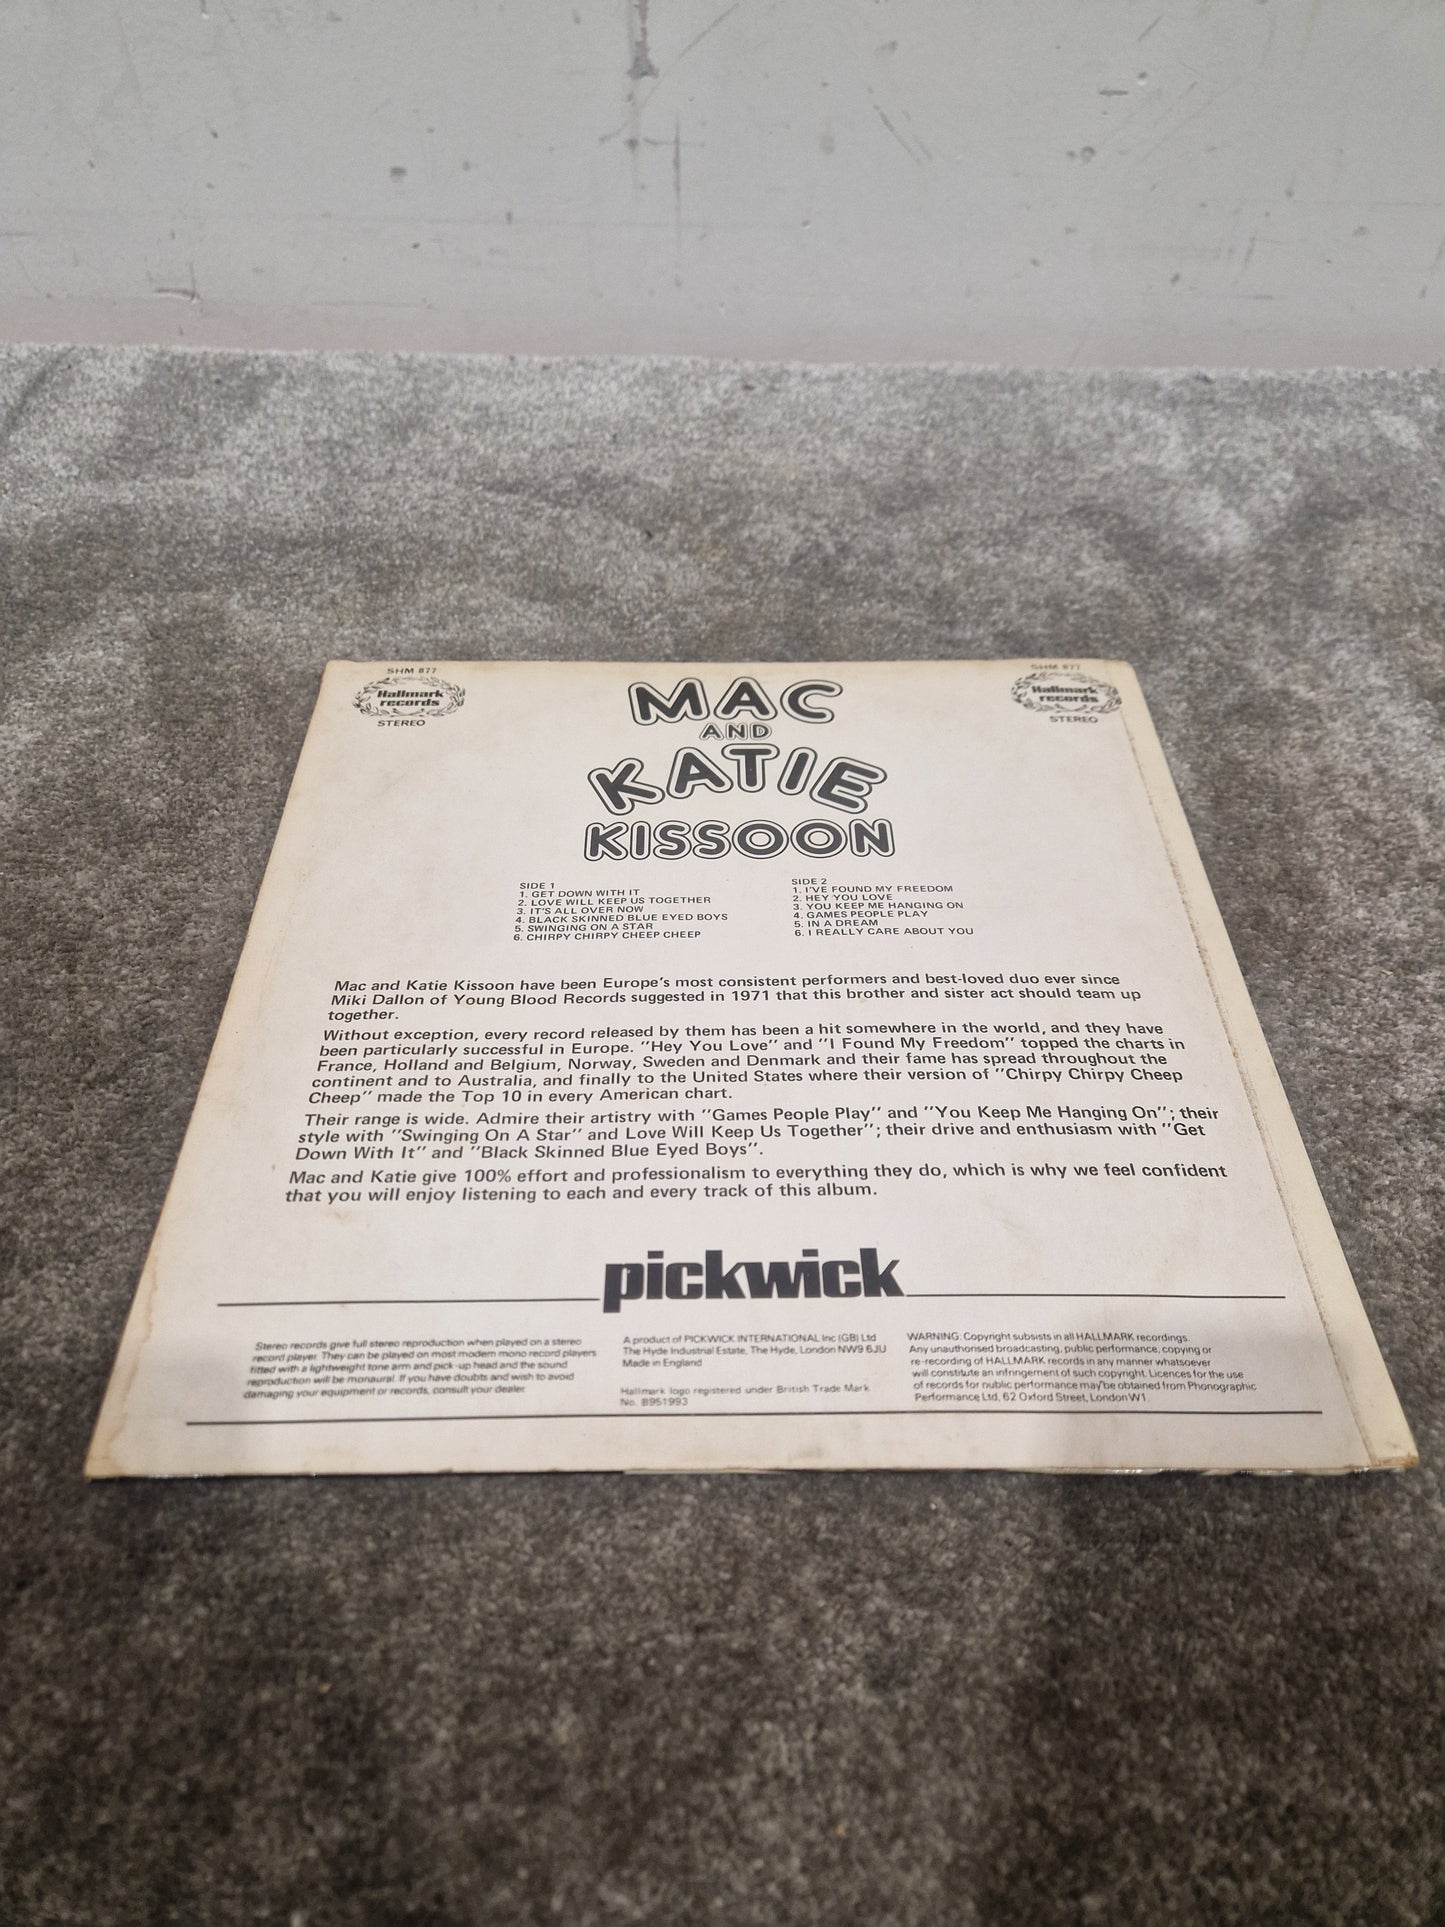 SHM 877
Hallmark
records
STEREO
SHM 877
Hallmark
records
STEREO
MAC
AND
KATIE
KISSOON
SIDE 1
1. GET DOWN WITH IT
2. LOVE WILL KEEP US TOGETHER
3. IT'S ALL OVER NOW
4. BLACK SKINNED BLUE EYED BOYS
5. SWINGING ON A STAR
6. CHIRPY CHIRPY CHEEP CHEEP
SIDE 2
1. I'VE FOUND MY FREEDOM
2. HEY YOU LOVE
3. YOU KEEP ME HANGING ON
4. GAMES PEOPLE PLAY
5. IN A DREAM
6. I REALLY CARE ABOUT YOU
Mac and Katie Kissoon have been Europe's most consistent performers and best-loved duo ever since
Miki Dallon of Young Blood Records suggested in 1971 that this brother and sister act should team up
together.
Without exception, every record released by them has been a hit somewhere in the world, and they have
been particularly successful in Europe. "Hey You Love" and "I Found My Freedom" topped the charts in
France, Holland and Belgium, Norway, Sweden and Denmark and their fame has spread throughout the
continent and to Australia, and finally to the United States where their version of "Chirpy Chirpy Cheep
Cheep" made the Top 10 in every American chart.
Their range is wide. Admire their artistry with "Games People Play" and "You Keep Me Hanging On"; their
style with "Swinging On A Star" and Love Will Keep Us Together"; their drive and enthusiasm with "Get
Down With It" and "Black Skinned Blue Eyed Boys".
Mac and Katie give 100% effort and professionalism to everything they do, which is why we feel confident
that you will enjoy listening to each and every track of this album.
pickwick
Stereo records give full stereo reproduction when played on a stereo
record player. They can be played on most modern mono record players
fitted with a lightweight tone arm and pick-up head and the sound
reproduction will be monaural. If you have doubts and wish to avoid
damaging your equipment or records, consult your dealer.
A product of PICKWICK INTERNATIONAL Inc (GB) Ltd
The Hyde Industrial Estate, The Hyde, London NW9 6JU
Made in England
Hallmark logo registered under British Trade Mark
No. B951993
WARNING: Copyright subsists in all HALLMARK recordings.
Any unauthorised broadcasting, public performance, copying or
re-recording of HALLMARK records in any manner whatsoever
will constitute an infringement of such copyright. Licences for the use
of records for public performance may be obtained from Phonographic
Performance Ltd, 62 Oxford Street, London W1.